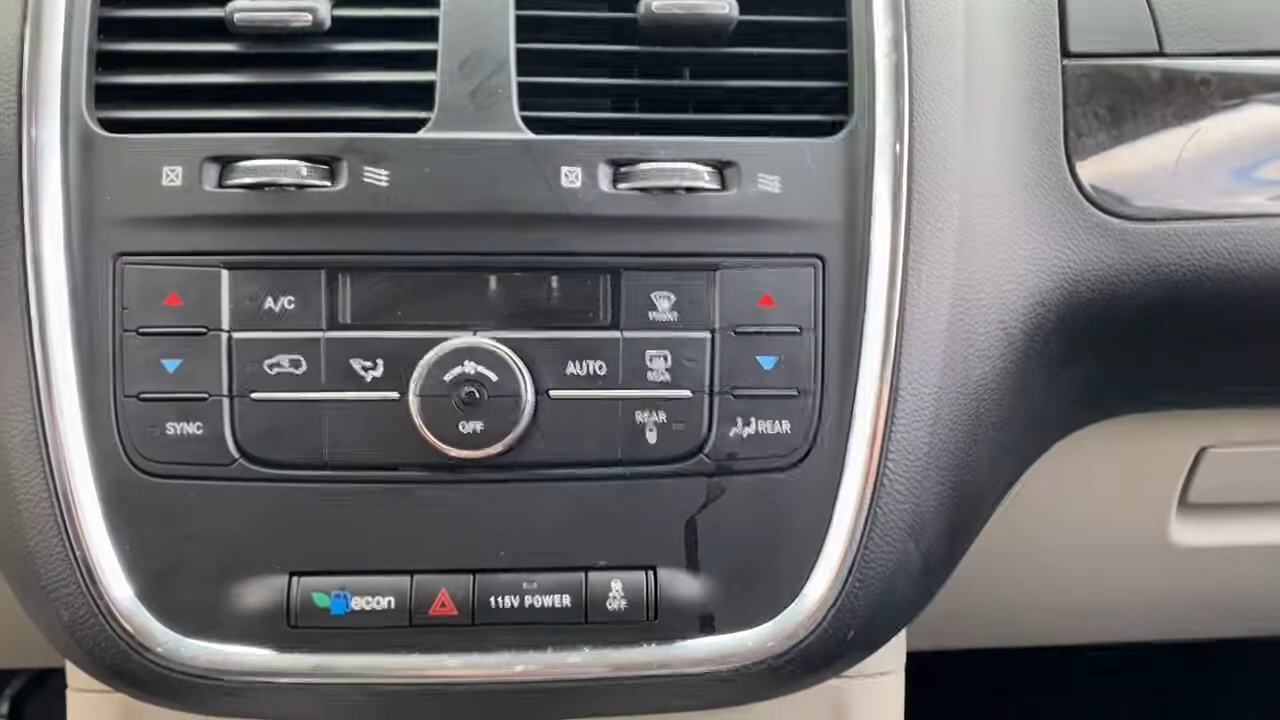 A/C
FRONT
AUTO
REAR
OFF
SYNC
REAR
REAR
econ
115V POWER
OFF